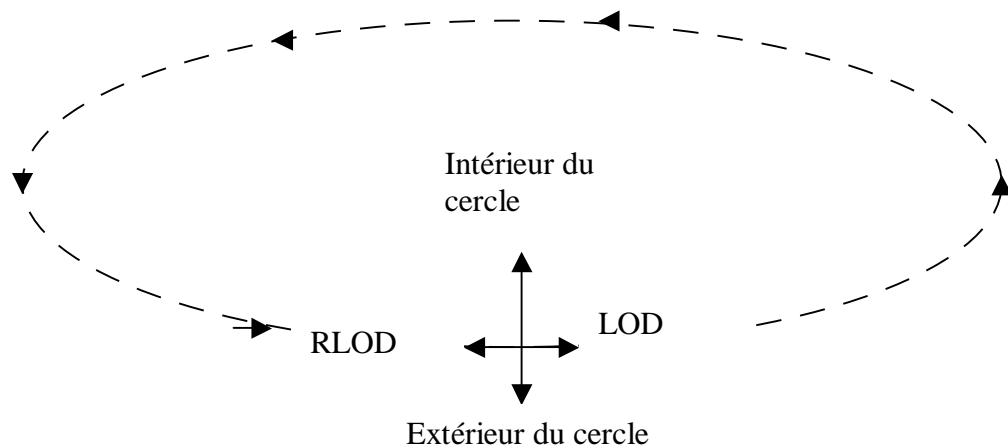 Intérieur du
cercle
RLOD
LOD
Extérieur du cercle